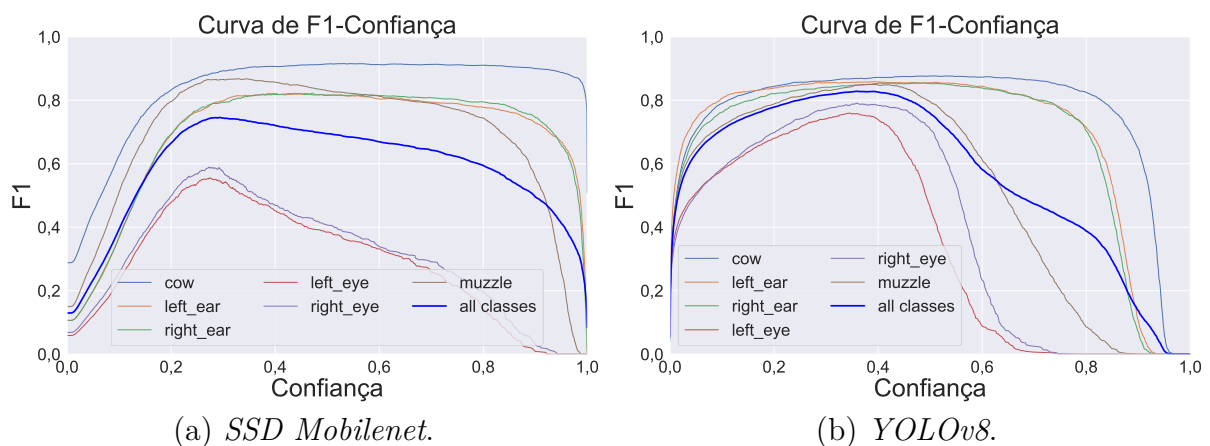 Curva de F1-Confiança
1,0
0,8
0,6
0,4
0,2
0,0
F1
cow
left_ear
right_ear
left_eye
right_eye
muzzle
all classes
0,0 0,2 0,4 0,6 0,8 1,0
Confiança
(a) SSD Mobilenet.
Curva de F1-Confiança
1,0
0,8
0,6
0,4
0,2
0,0
F1
cow
left_ear
right_ear
left_eye
right_eye
muzzle
all classes
0,0 0,2 0,4 0,6 0,8 1,0
Confiança
(b) YOLOv8.